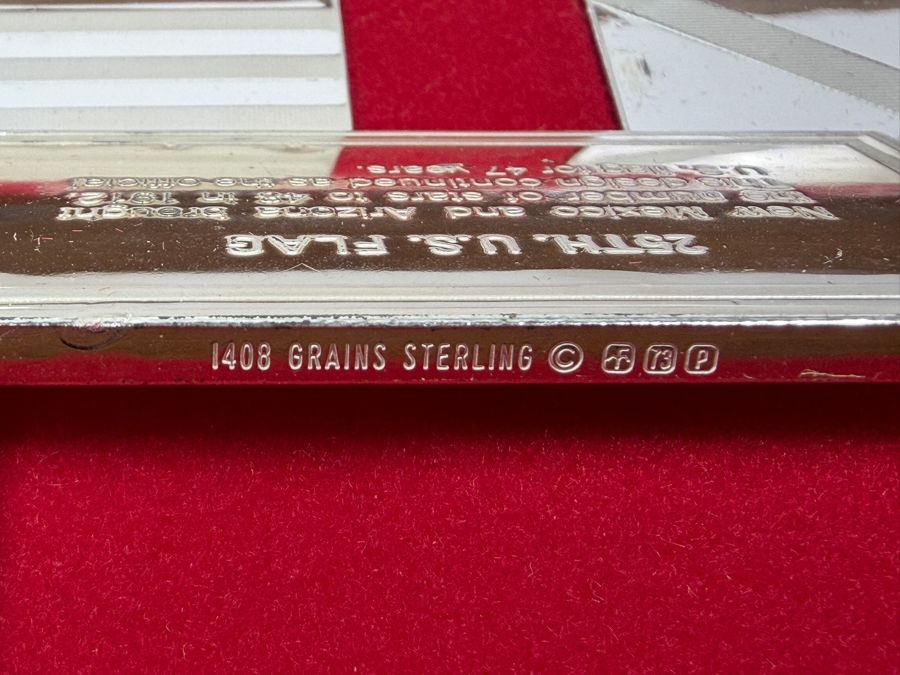 25TH. U.S. FLAG
New Mexico and Arizona brought
the number of stars to 48 in 1912.
design continued as the official
U.S. flag for 47 years.
1408 GRAINS STERLING © 73 P